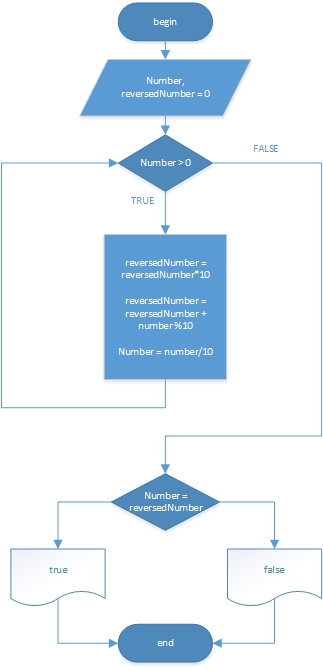 begin
Number,
reversedNumber = 0
Number > 0
FALSE
TRUE
reversedNumber =
reversedNumber*10
reversedNumber =
reversedNumber +
number %10
Number = number/10
Number =
reversedNumber
true
false
end